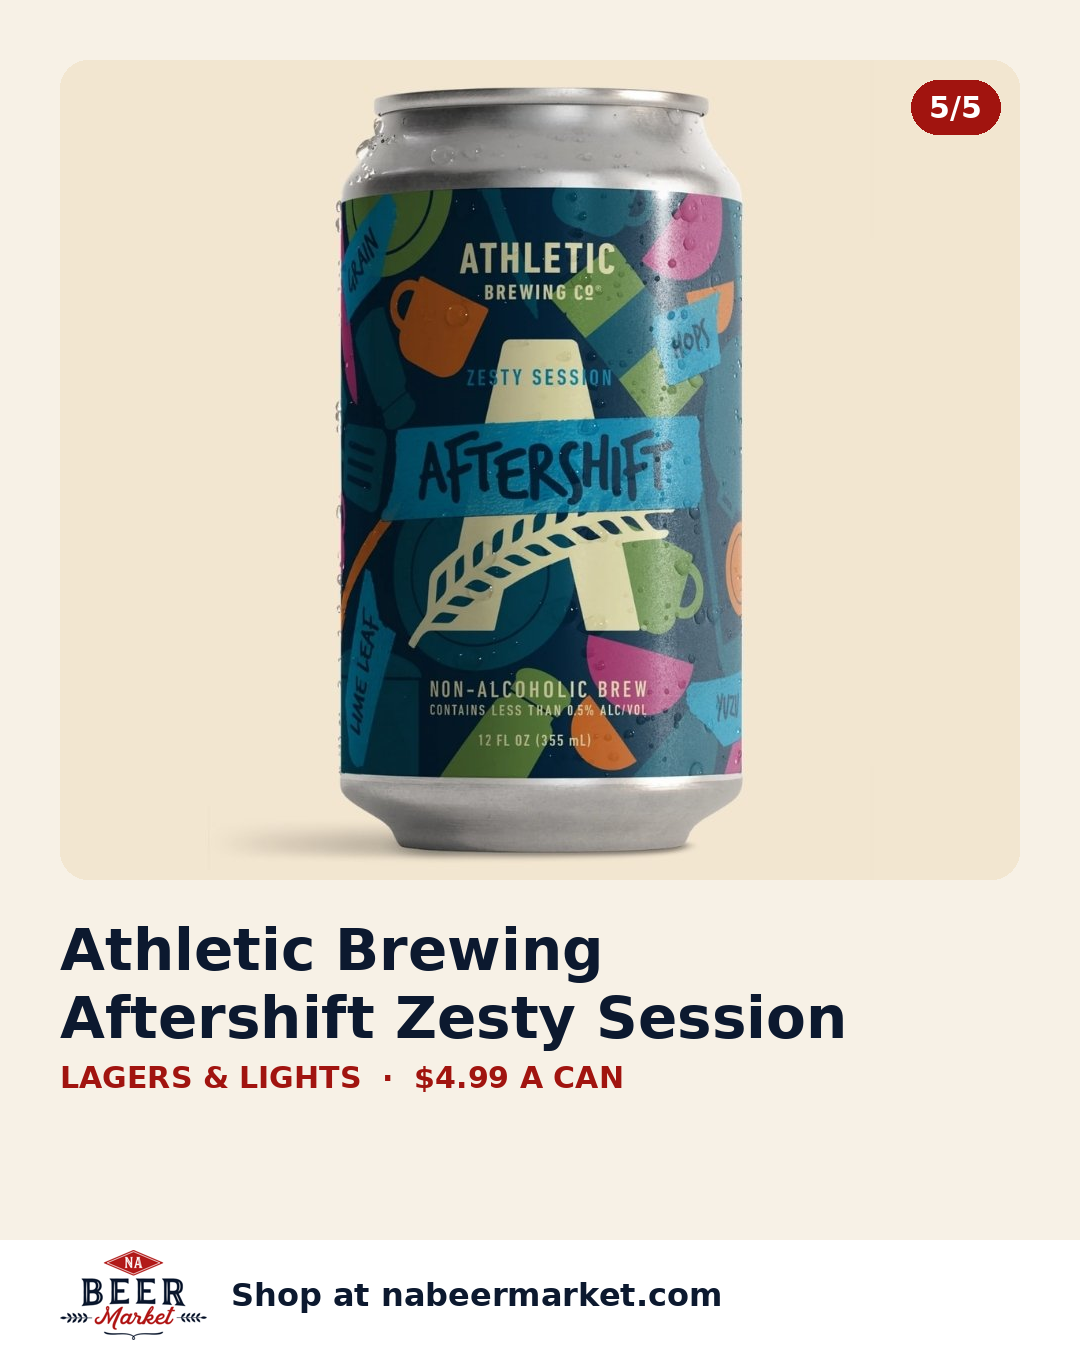 5/5
GRAIN
ATHLETIC
BREWING Cº
HOPS
ZESTY SESSION
AFTERSHIFT
LIME LEAF
NON-ALCOHOLIC BREW
CONTAINS LESS THAN 0.5% ALC/VOL
YUZU
12 FL OZ (355 mL)
Athletic Brewing
Aftershift Zesty Session
LAGERS & LIGHTS · $4.99 A CAN
NA
BEER
Market
Shop at nabeermarket.com